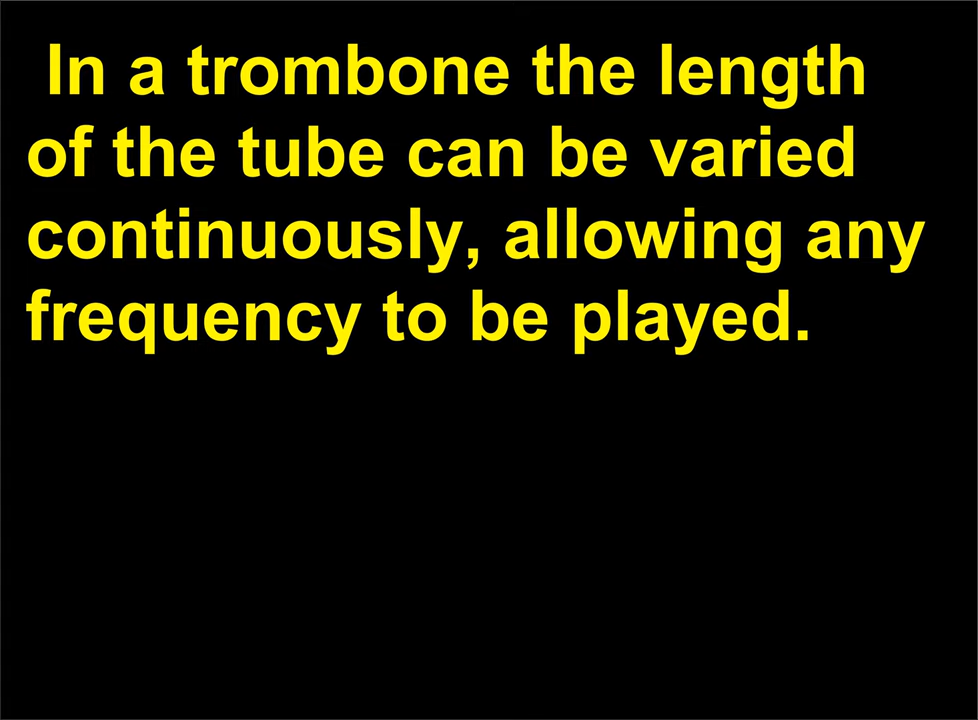 In a trombone the length
of the tube can be varied
continuously, allowing any
frequency to be played.